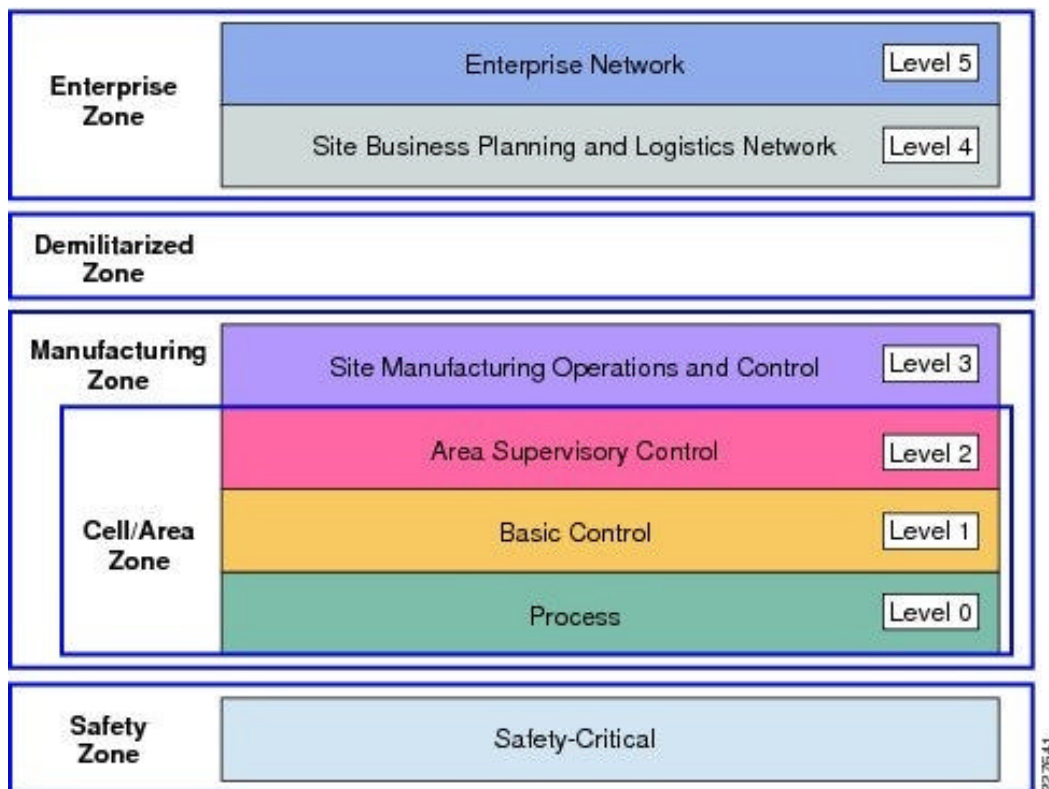 Enterprise
Zone
Enterprise Network
Level 5
Site Business Planning and Logistics Network
Level 4
Demilitarized
Zone
Manufacturing
Zone
Site Manufacturing Operations and Control
Level 3
Cell/Area
Zone
Area Supervisory Control
Level 2
Basic Control
Level 1
Process
Level 0
Safety
Zone
Safety-Critical